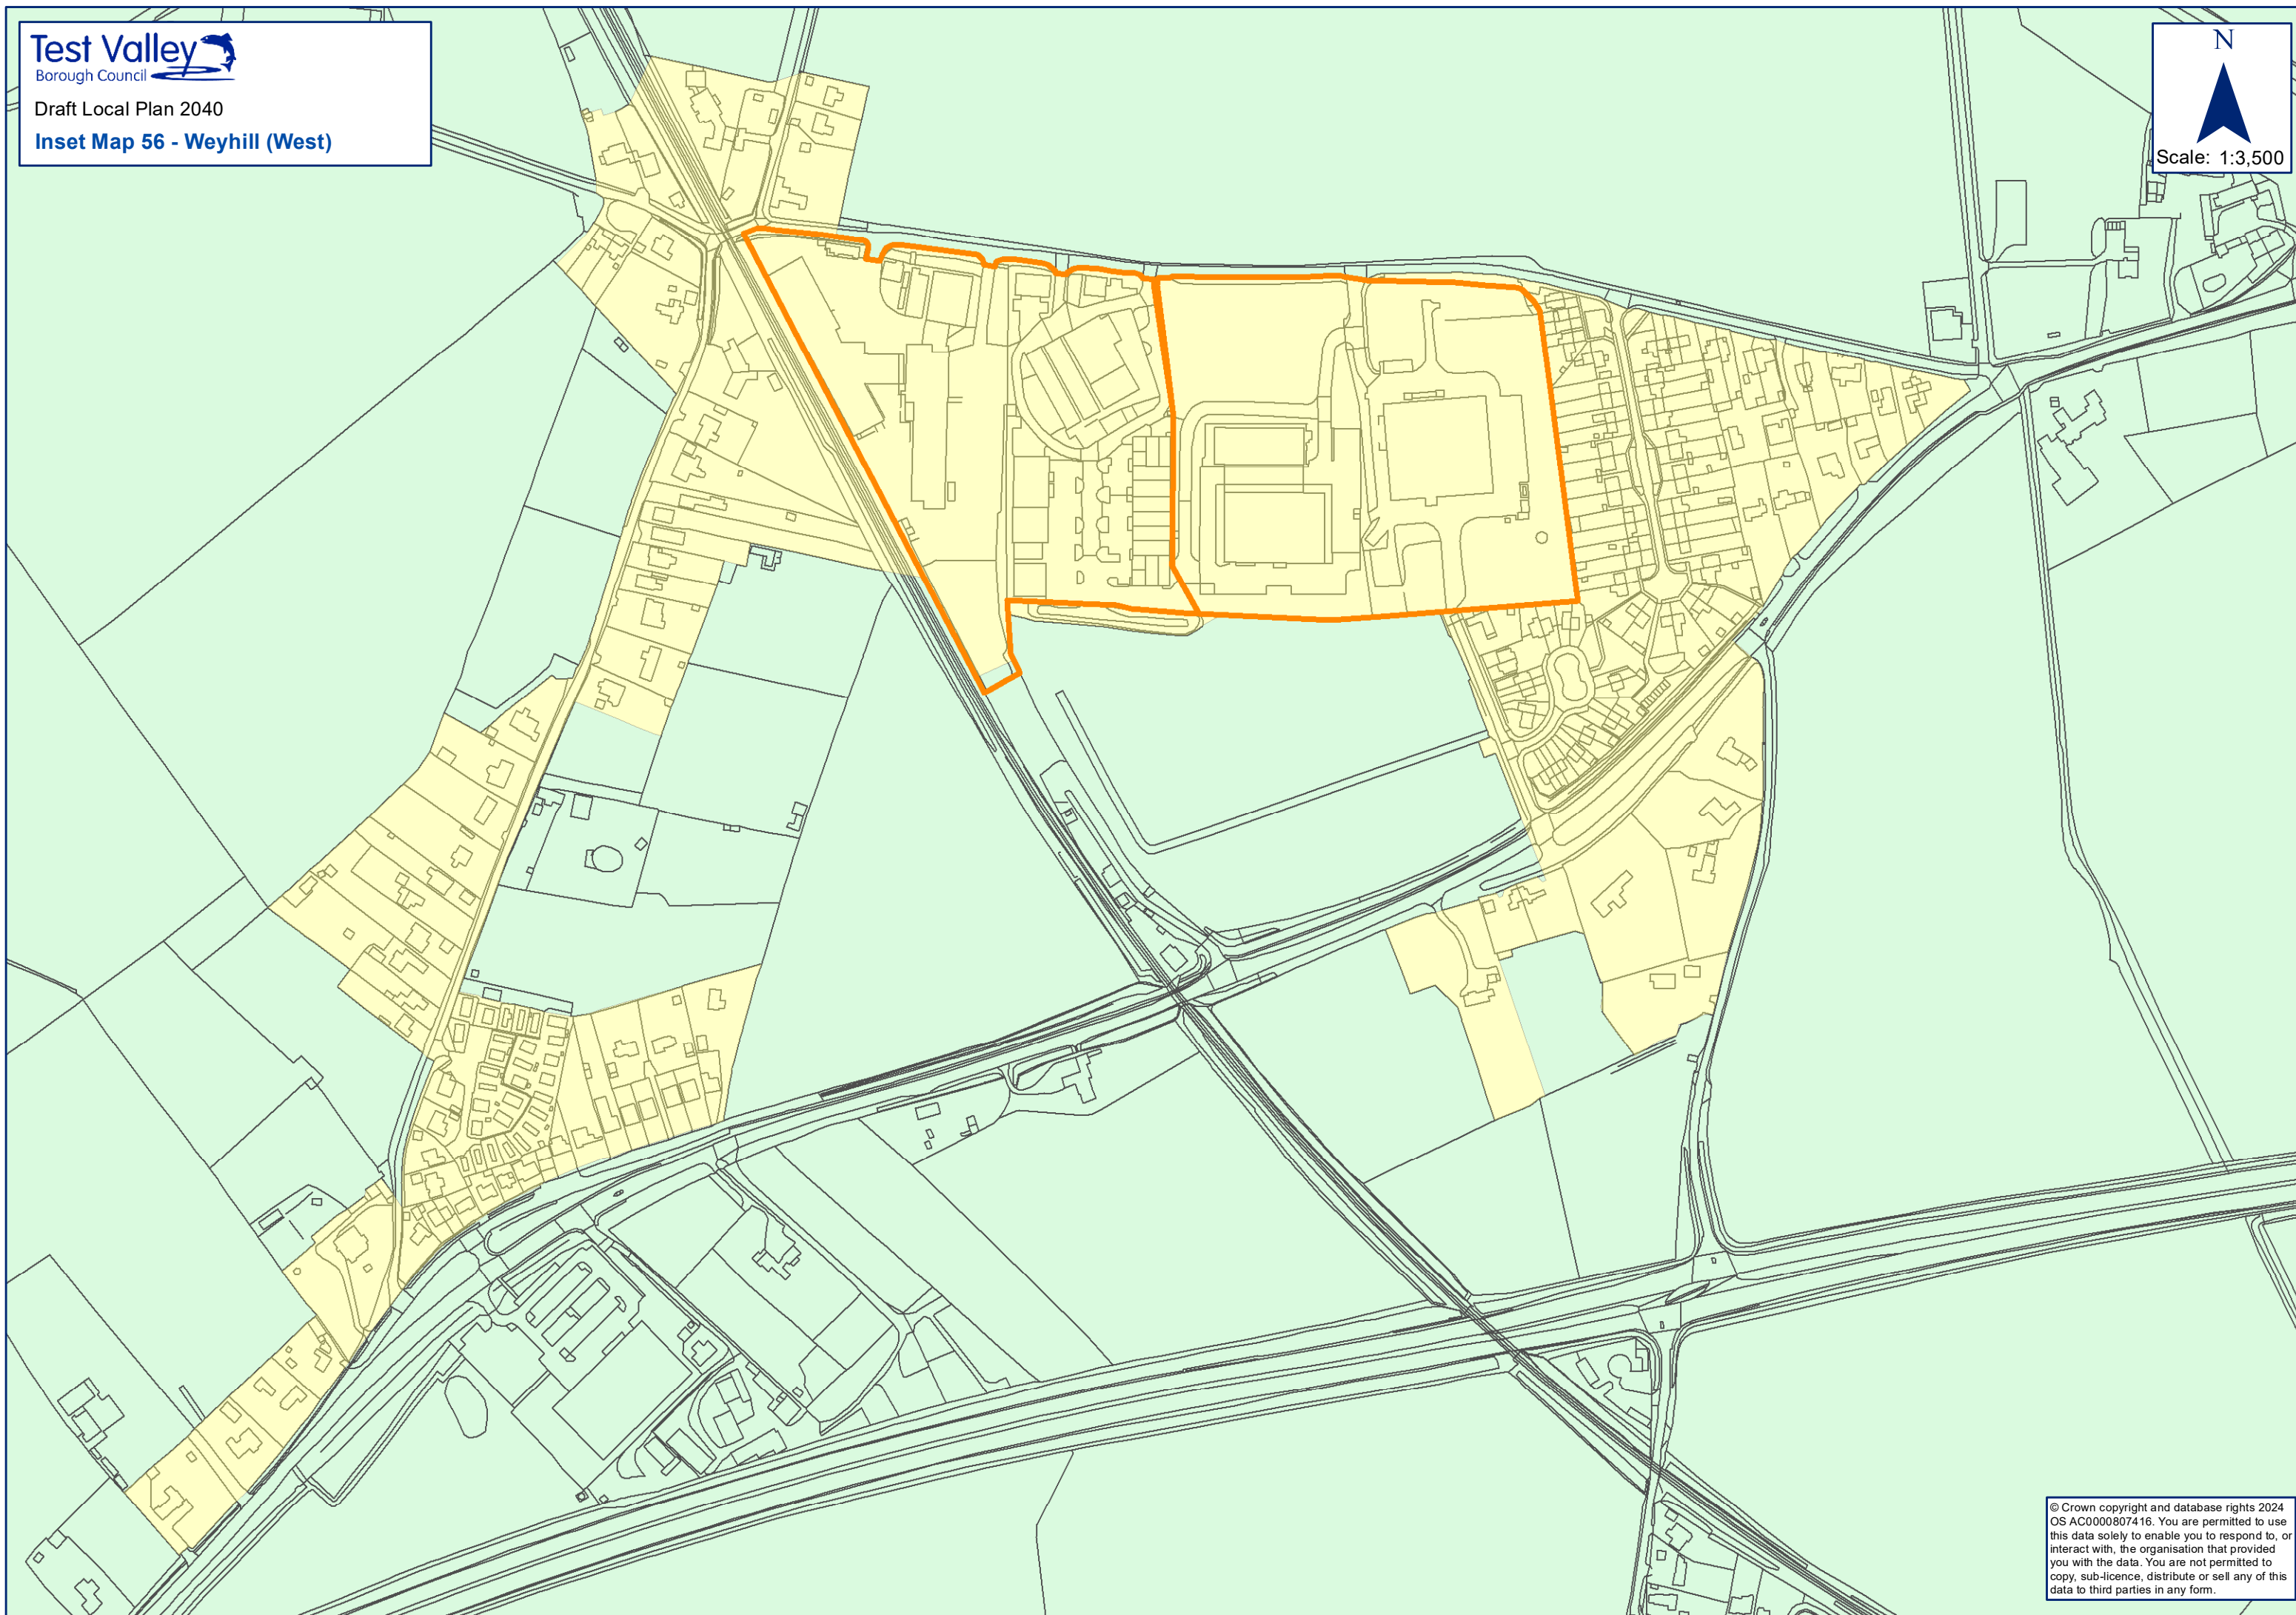 Test Valley
Borough Council
Draft Local Plan 2040
Inset Map 56 - Weyhill (West)
N
Scale: 1:3,500
© Crown copyright and database rights 2024
OS AC0000807416. You are permitted to use
this data solely to enable you to respond to, or
interact with, the organisation that provided
you with the data. You are not permitted to
copy, sub-licence, distribute or sell any of this
data to third parties in any form.